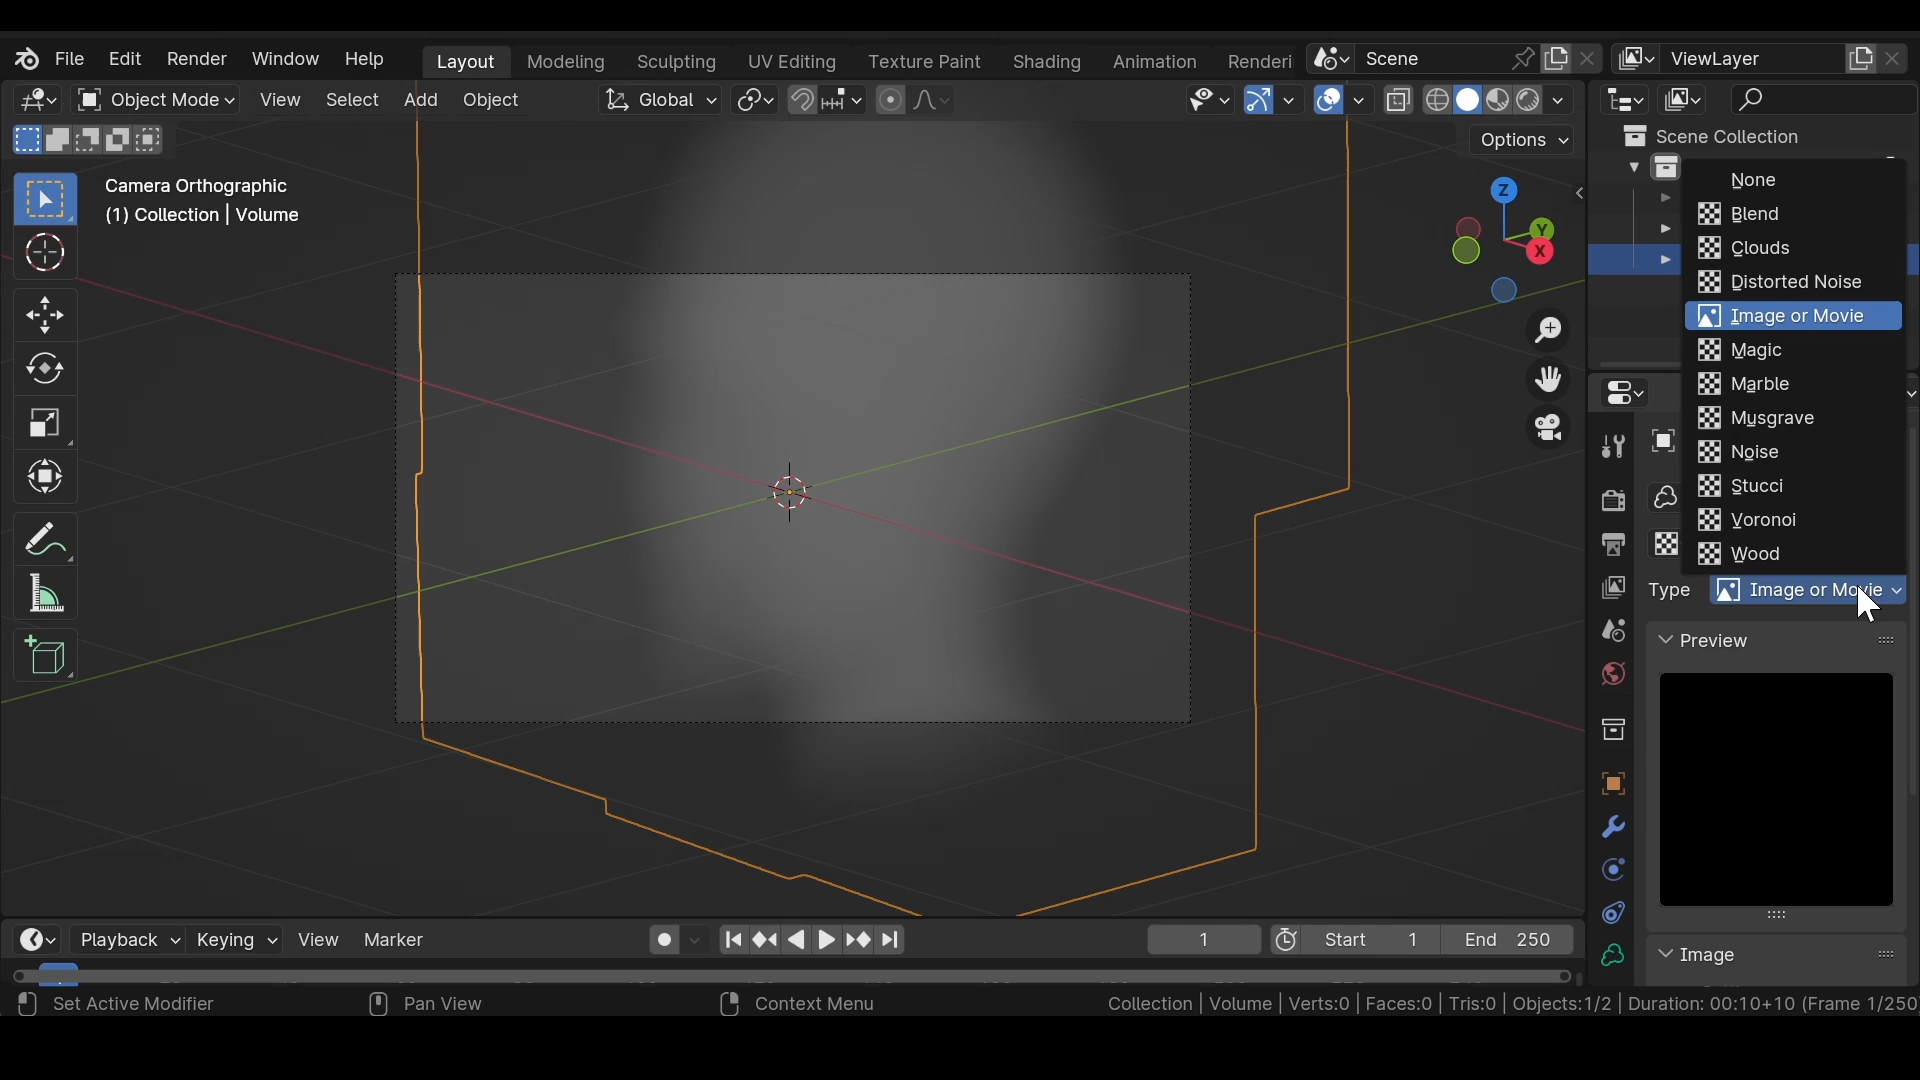 File Edit Render Window Help Layout Modeling Sculpting UV Editing Texture Paint Shading Animation Renderi Scene ViewLayer
Object Mode View Select Add Object Global
Options
Scene Collection
Camera Orthographic
(1) Collection | Volume
Z
Y
X
None
Blend
Clouds
Distorted Noise
Image or Movie
Magic
Marble
Musgrave
Noise
Stucci
Voronoi
Wood
Type Image or Movie
Preview
Image
Playback Keying View Marker 1 Start 1 End 250
Set Active Modifier Pan View Context Menu Collection | Volume | Verts:0 | Faces:0 | Tris:0 | Objects:1/2 | Duration: 00:10+10 (Frame 1/250